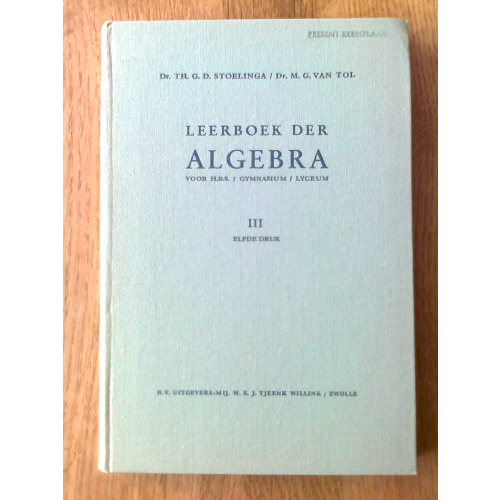 PRESENT-EXEMPLAAR
Dr. TH. G. D. STOELINGA / Dr. M. G. VAN TOL
LEERBOEK DER
ALGEBRA
VOOR H.B.S. / GYMNASIUM / LYCEUM
III
ELFDE DRUK
N.V. UITGEVERS-MIJ. W. E. J. TJEENK WILLINK / ZWOLLE